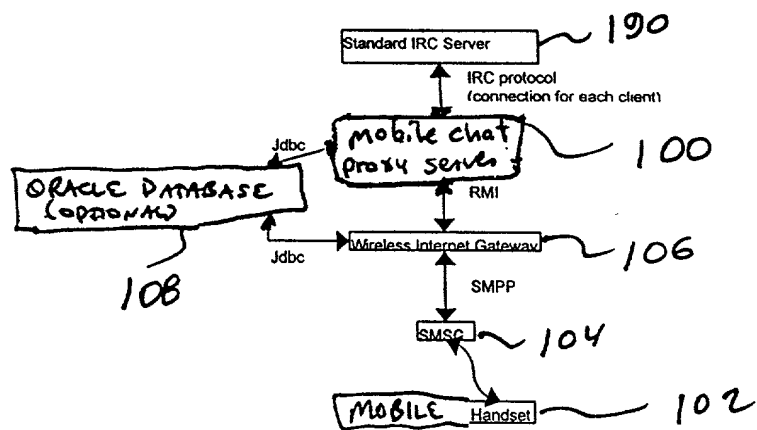 190
Standard IRC Server
IRC protocol
(connection for each client)
mobile chat
proxy server
100
Jdbc
ORACLE DATABASE
(OPTIONAL)
RMI
Wireless Internet Gateway
106
Jdbc
108
SMPP
SMSC
104
MOBILE Handset
102